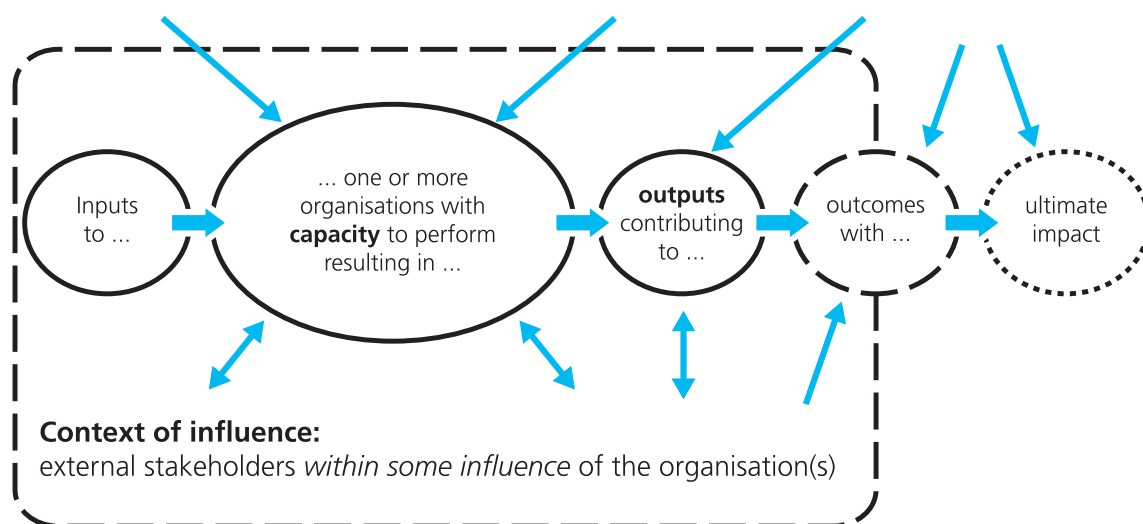 Inputs
to ...
... one or more
organisations with
capacity to perform
resulting in ...
outputs
contributing
to ...
outcomes
with ...
ultimate
impact
Context of influence:
external stakeholders within some influence of the organisation(s)